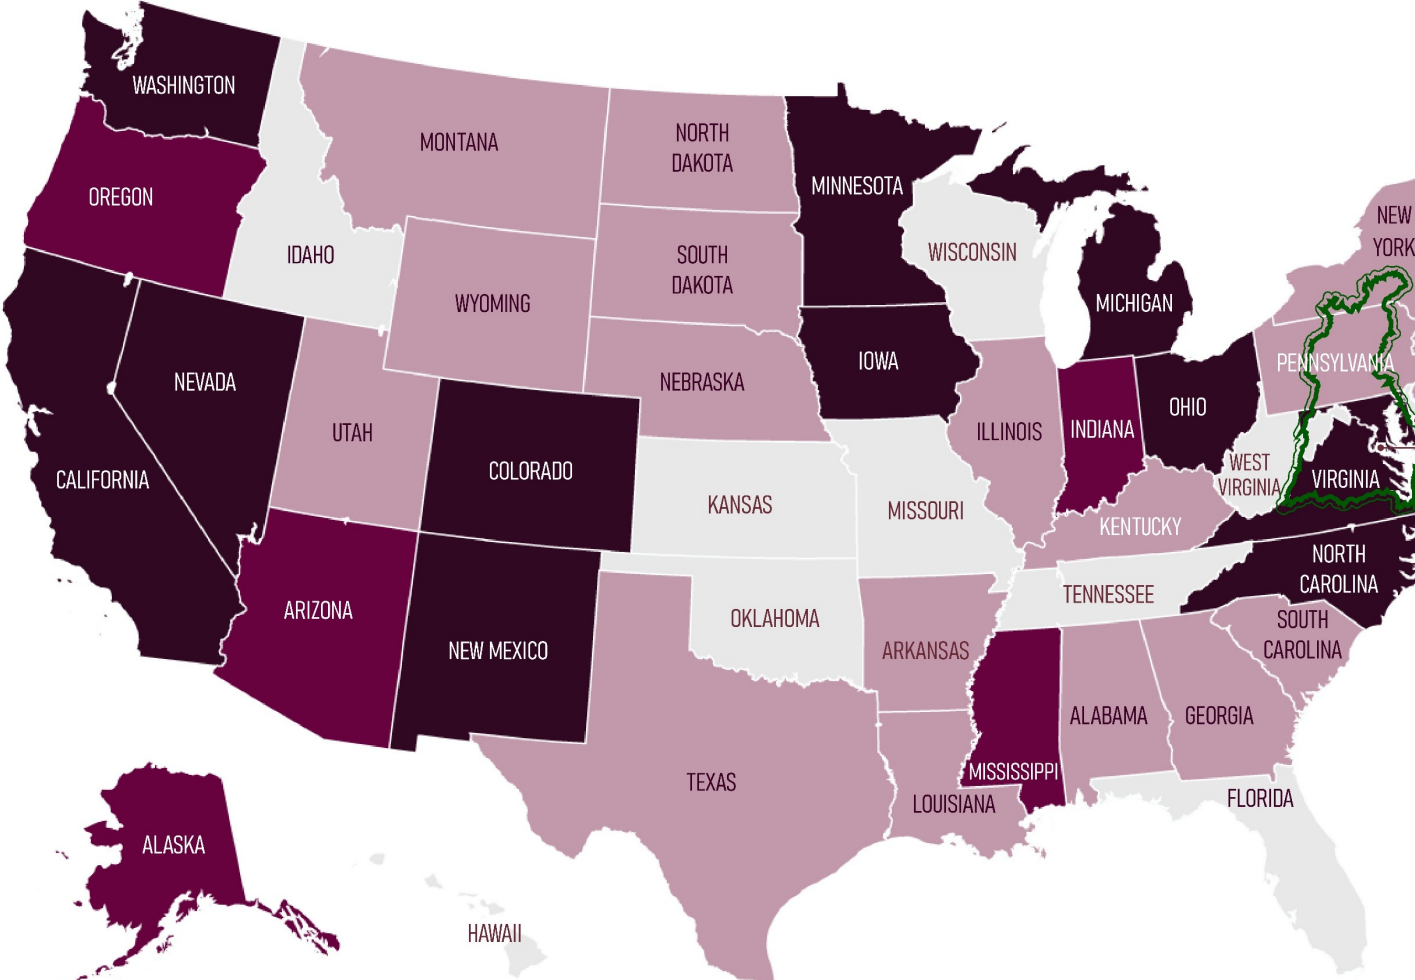 WASHINGTON
OREGON
IDAHO
MONTANA
WYOMING
NORTH
DAKOTA
SOUTH
DAKOTA
NEBRASKA
MINNESOTA
WISCONSIN
MICHIGAN
IOWA
NEW
YORK
PENNSYLVANIA
CALIFORNIA
NEVADA
UTAH
COLORADO
KANSAS
MISSOURI
ILLINOIS
INDIANA
OHIO
WEST
VIRGINIA
VIRGINIA
KENTUCKY
NORTH
CAROLINA
TENNESSEE
SOUTH
CAROLINA
ARIZONA
NEW MEXICO
OKLAHOMA
ARKANSAS
TEXAS
LOUISIANA
MISSISSIPPI
ALABAMA
GEORGIA
FLORIDA
ALASKA
HAWAII